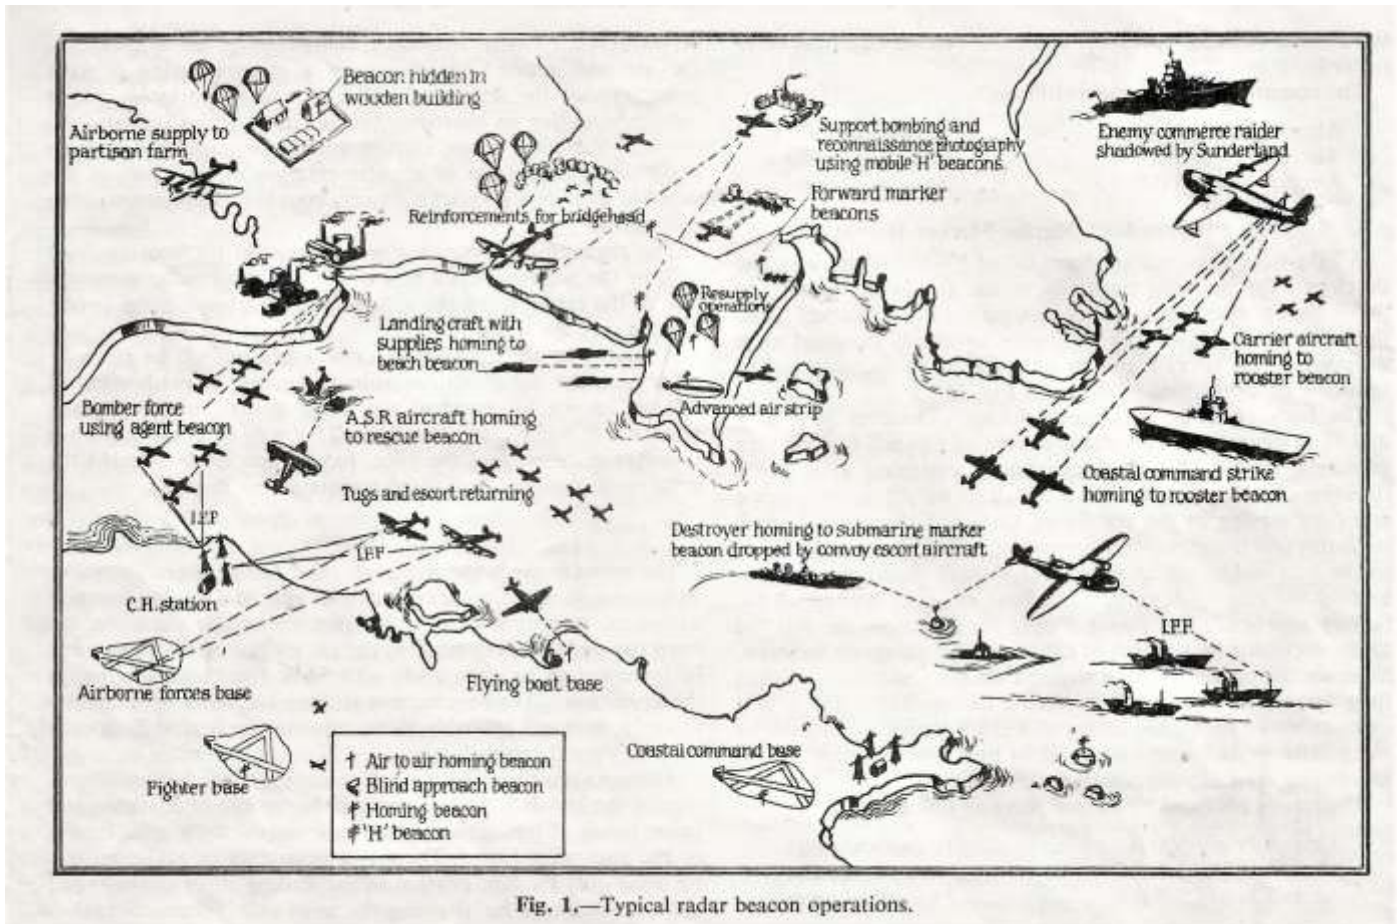 Beacon hidden in
wooden building
Airborne supply to
partisan farm
Reinforcements for bridgehead
Support bombing and
reconnaissance photography
using mobile 'H' beacons.
Forward marker
beacons
Enemy commerce raider
shadowed by Sunderland
Landing craft with
supplies homing to
beach beacon
Resupply
operations
Carrier aircraft
homing to
rooster beacon
Advanced air strip
Bomber force
using agent beacon
A.S.R aircraft homing
to rescue beacon
Tugs and escort returning
Coastal command strike
homing to rooster beacon
I.F.F
I.F.F
Destroyer homing to submarine marker
beacon dropped by convoy escort aircraft
C.H. station
I.F.F.
Airborne forces base
Flying boat base
Fighter base
Coastal command base
Air to air homing beacon
Blind approach beacon
Homing beacon
'H' beacon
Fig. 1.—Typical radar beacon operations.